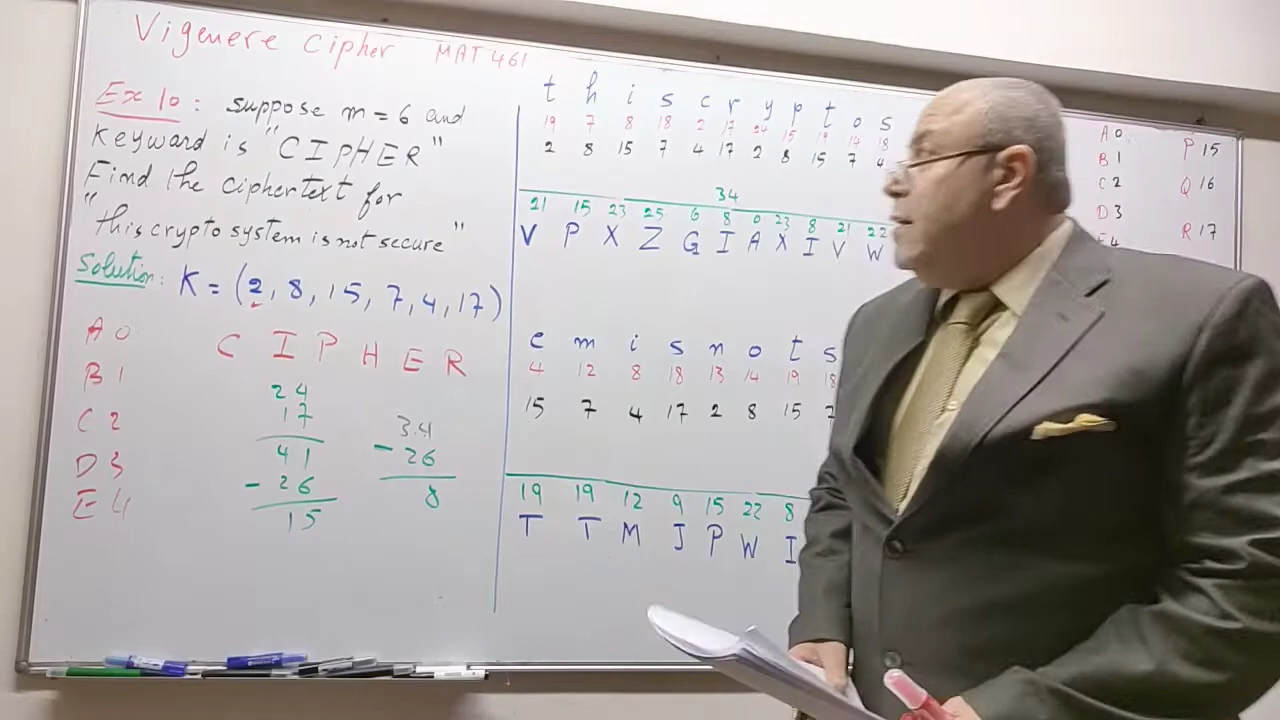 Vigenere Cipher MAT 461
Ex 10: suppose m = 6 and
Keyward is "CIPHER"
Find the ciphertext for
"this crypto system is not secure"
Solution: K = (2, 8, 15, 7, 4, 17)
C I P H E R
A 0
B 1
C 2
D 3
E 4
24
17
41
- 26
15
34
- 26
8
t h i s c r y p t o s
19 7 8 18 2 17 24 15 19 14 18
2 8 15 7 4 17 2 8 15 7 4
34
21 15 23 25 6 8 0 23 8 21 22
V P X Z G I A X I V W
e m i s n o t s
4 12 8 18 13 14 19 18
15 7 4 17 2 8 15 7
19 19 12 9 15 22 8
T T M J P W I
A 0
B 1
C 2
D 3
E 4
P 15
Q 16
R 17